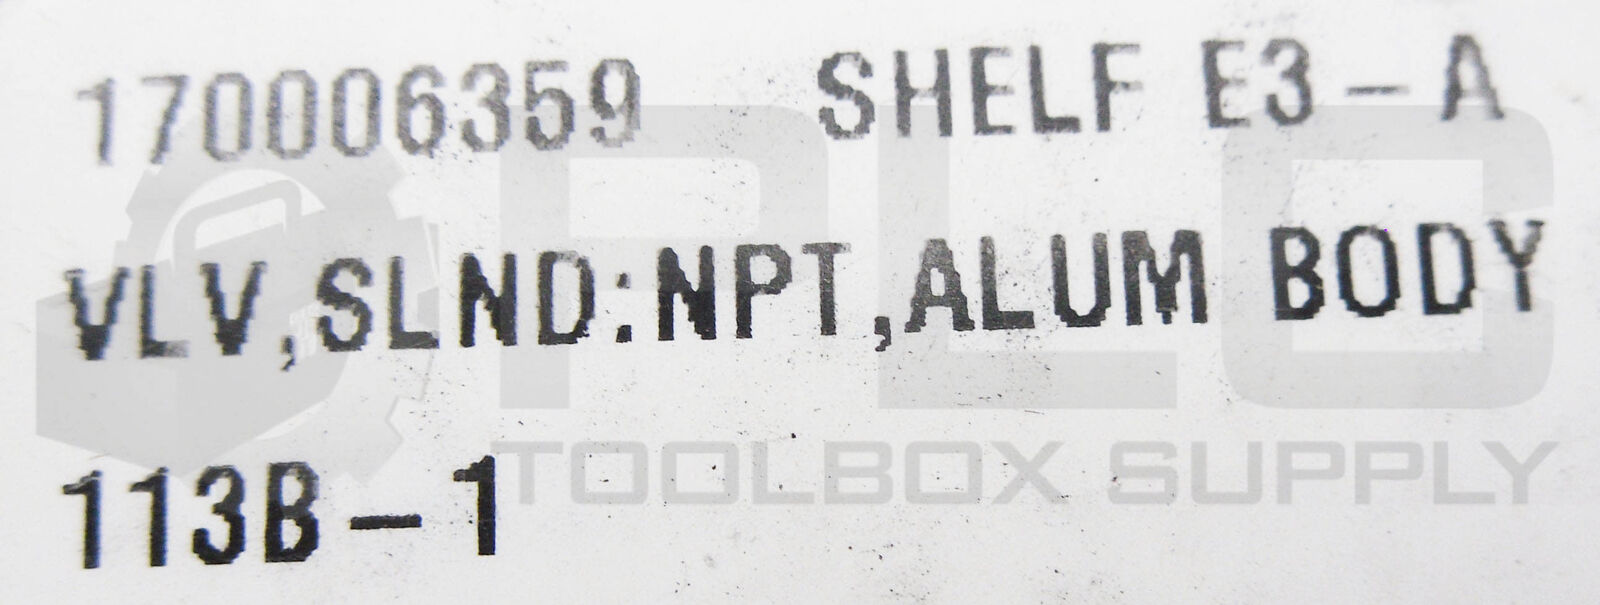 170006359 SHELF E3-A
VLV,SLND:NPT,ALUM BODY
113B-1
PLC
TOOLBOX SUPPLY